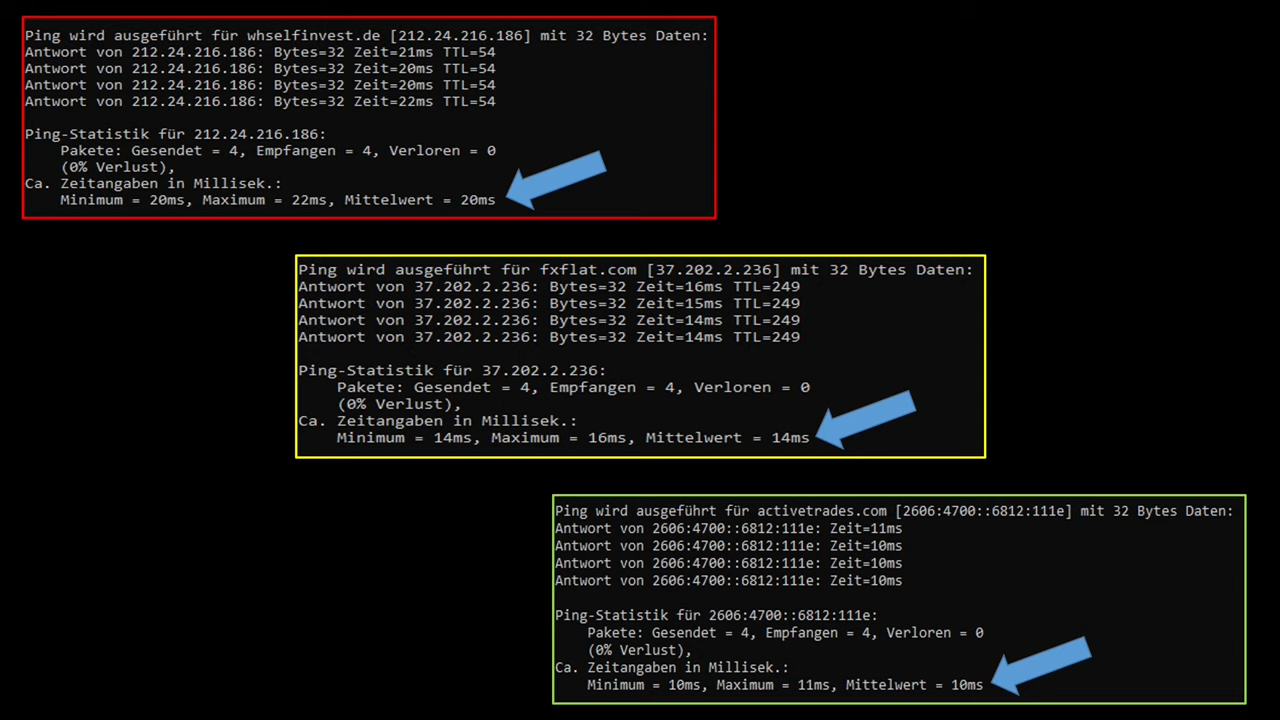 Ping wird ausgeführt für whselfinvest.de [212.24.216.186] mit 32 Bytes Daten:
Antwort von 212.24.216.186: Bytes=32 Zeit=21ms TTL=54
Antwort von 212.24.216.186: Bytes=32 Zeit=20ms TTL=54
Antwort von 212.24.216.186: Bytes=32 Zeit=20ms TTL=54
Antwort von 212.24.216.186: Bytes=32 Zeit=22ms TTL=54
Ping-Statistik für 212.24.216.186:
Pakete: Gesendet = 4, Empfangen = 4, Verloren = 0
(0% Verlust),
Ca. Zeitangaben in Millisek.:
Minimum = 20ms, Maximum = 22ms, Mittelwert = 20ms
Ping wird ausgeführt für fxflat.com [37.202.2.236] mit 32 Bytes Daten:
Antwort von 37.202.2.236: Bytes=32 Zeit=16ms TTL=249
Antwort von 37.202.2.236: Bytes=32 Zeit=15ms TTL=249
Antwort von 37.202.2.236: Bytes=32 Zeit=14ms TTL=249
Antwort von 37.202.2.236: Bytes=32 Zeit=14ms TTL=249
Ping-Statistik für 37.202.2.236:
Pakete: Gesendet = 4, Empfangen = 4, Verloren = 0
(0% Verlust),
Ca. Zeitangaben in Millisek.:
Minimum = 14ms, Maximum = 16ms, Mittelwert = 14ms
Ping wird ausgeführt für activetrades.com [2606:4700::6812:111e] mit 32 Bytes Daten:
Antwort von 2606:4700::6812:111e: Zeit=11ms
Antwort von 2606:4700::6812:111e: Zeit=10ms
Antwort von 2606:4700::6812:111e: Zeit=10ms
Antwort von 2606:4700::6812:111e: Zeit=10ms
Ping-Statistik für 2606:4700::6812:111e:
Pakete: Gesendet = 4, Empfangen = 4, Verloren = 0
(0% Verlust),
Ca. Zeitangaben in Millisek.:
Minimum = 10ms, Maximum = 11ms, Mittelwert = 10ms